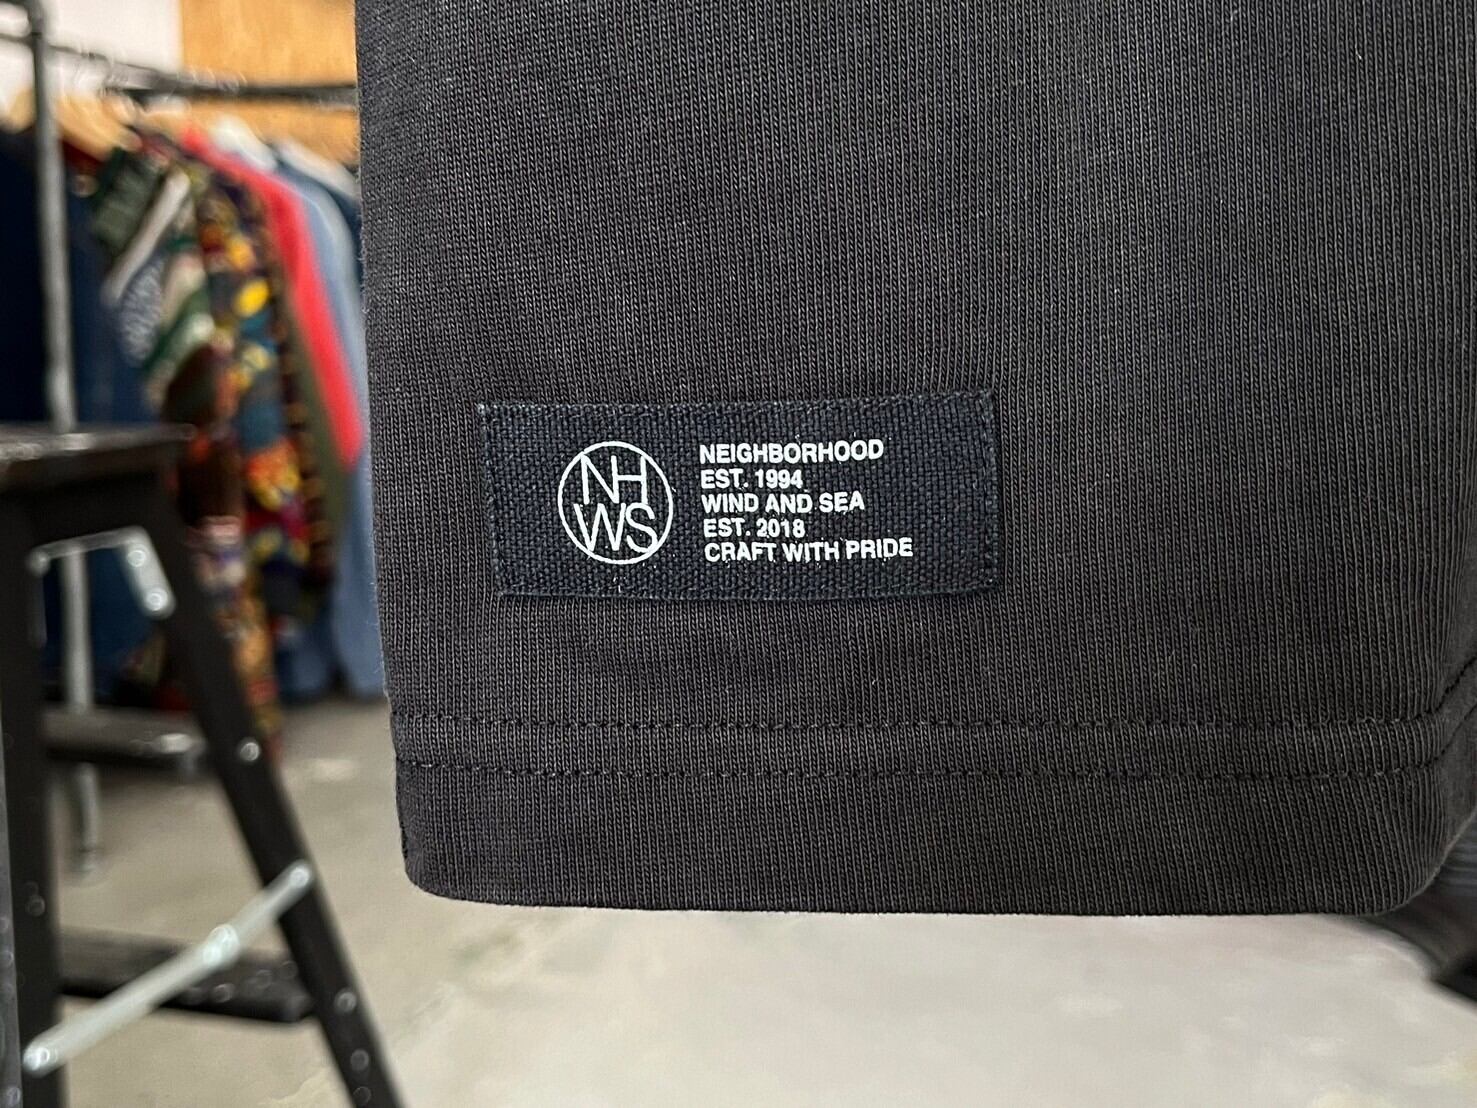 NH
WS
NEIGHBORHOOD
EST. 1994
WIND AND SEA
EST. 2018
CRAFT WITH PRIDE